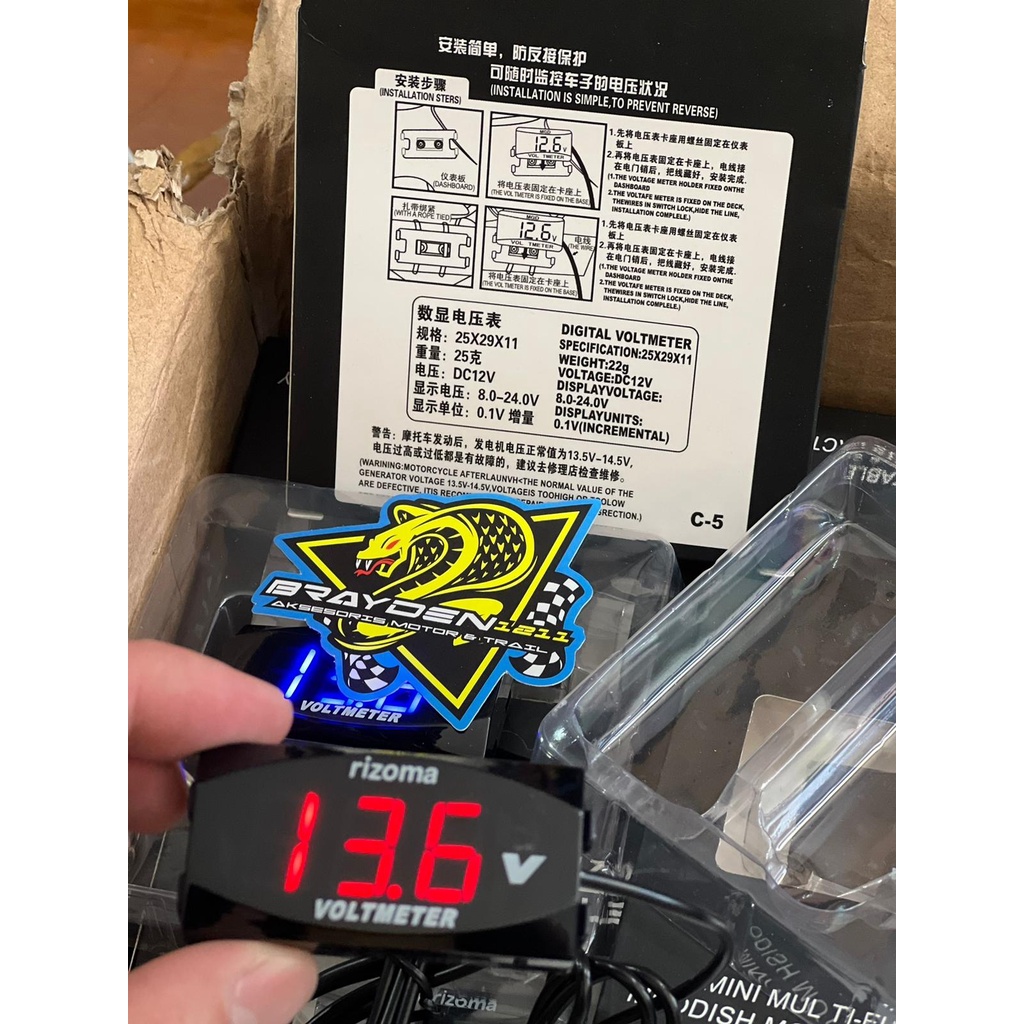 安装简单，防反接保护
可随时监控车子的电压状况
(INSTALLATION IS SIMPLE,TO PREVENT REVERSE)
安装步骤
(INSTALLATION STERS)
仪表板
(DASHBOARD)
MOD
12.6v
VOL TMETER
将电压表固定在卡座上
(THE VOL TMETER IS FIXED ON THE BASE)
1.先将电压表卡座用螺丝固定在仪表
板上
2.再将电压表固定在卡座上，电线接
在电门销后，把线藏好，安装完成.
(1.THE VOLTAGE METER HOLDER FIXED ONTHE
DASHBOARD
2.THE VOLTAFE METER IS FIXED ON THE DECK,
THEWIRES IN SWITCH LOCK,HIDE THE LINE,
INSTALLATION COMPLELE.)
扎带绑紧
(WITH A ROPE TIED)
MOD
12.6v
VOL TMETER
电线
(THE WIRE)
将电压表固定在卡座上
(THE VOL TMETER IS FIXED ON THE BASE)
1.先将电压表卡座用螺丝固定在仪表
板上
2.再将电压表固定在卡座上，电线接
在电门销后，把线藏好，安装完成.
(1.THE VOLTAGE METER HOLDER FIXED ONTHE
DASHBOARD
2.THE VOLTAFE METER IS FIXED ON THE DECK,
THEWIRES IN SWITCH LOCK,HIDE THE LINE,
INSTALLATION COMPLELE.)
数显电压表
规格：25X29X11
重量：25克
电压：DC12V
显示电压：8.0-24.0V
显示单位：0.1V 增量
DIGITAL VOLTMETER
SPECIFICATION:25X29X11
WEIGHT:22g
VOLTAGE:DC12V
DISPLAYVOLTAGE:
8.0-24.0V
DISPLAYUNITS:
0.1V(INCREMENTAL)
警告：摩托车发动后，发电机电压正常值为13.5V-14.5V,
电压过高或过低都是有故障的，建议去修理店检查维修。
(WARINING:MOTORCYCLE AFTERLAUNVH<THE NORMAL VALUE OF THE
GENERATOR VOLTAGE 13.5V-14.5V,VOLTAGEIS TOOHIGH OR TOOLOW
ARE DEFECTIVE, ITIS
C-5
BRAYDEN1211
AKSESORIS MOTOR & TRAIL
VOLTMETER
rizoma
13.6 V
VOLTMETER
rizoma
MINI MULTI-